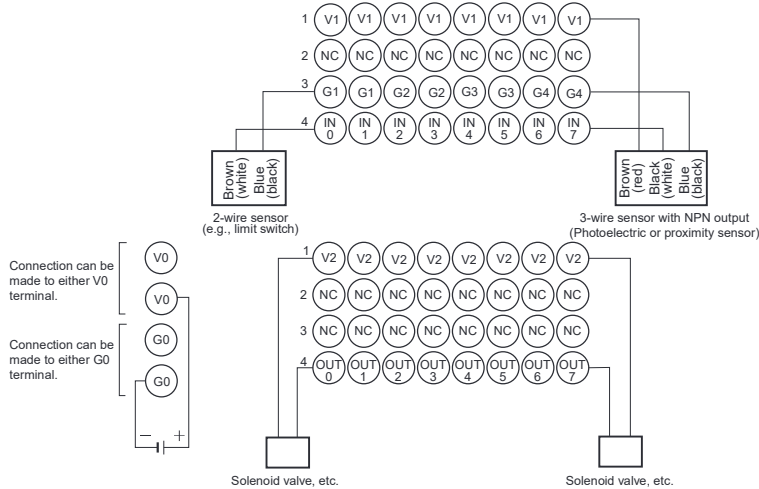 1 V1 V1 V1 V1 V1 V1 V1 V1
2 NC NC NC NC NC NC NC NC
3 G1 G1 G2 G2 G3 G3 G4 G4
4 IN 0 IN 1 IN 2 IN 3 IN 4 IN 5 IN 6 IN 7
Brown (white)
Blue (black)
2-wire sensor
(e.g., limit switch)
Brown (red)
Black (white)
Blue (black)
3-wire sensor with NPN output
(Photoelectric or proximity sensor)
Connection can be
made to either V0
terminal.
V0
V0
Connection can be
made to either G0
terminal.
G0
G0
− +
1 V2 V2 V2 V2 V2 V2 V2 V2
2 NC NC NC NC NC NC NC NC
3 NC NC NC NC NC NC NC NC
4 OUT 0 OUT 1 OUT 2 OUT 3 OUT 4 OUT 5 OUT 6 OUT 7
Solenoid valve, etc.
Solenoid valve, etc.